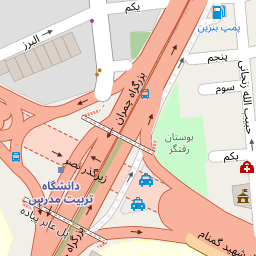 یکم
البرز
پمپ بنزین
پنجم
بزرگراه چمران
سوم
حبیب الله زنجانی
بوستان
رفتگر
یکم
زیرگذر نصر
دانشگاه
تربیت مدرس
پل عابر پیاده
بزرگراه
شهید گمنام